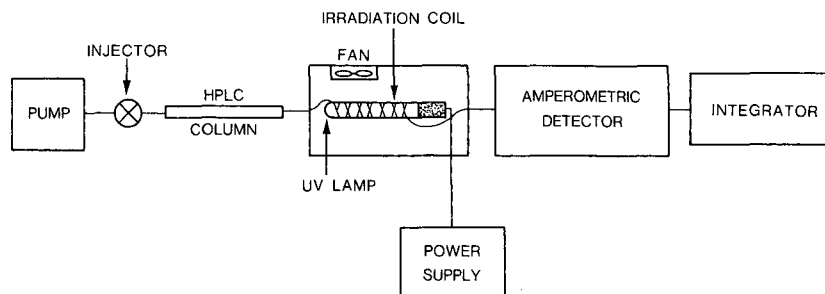 IRRADIATION COIL
INJECTOR
FAN
PUMP
HPLC
COLUMN
AMPEROMETRIC
DETECTOR
INTEGRATOR
UV LAMP
POWER
SUPPLY